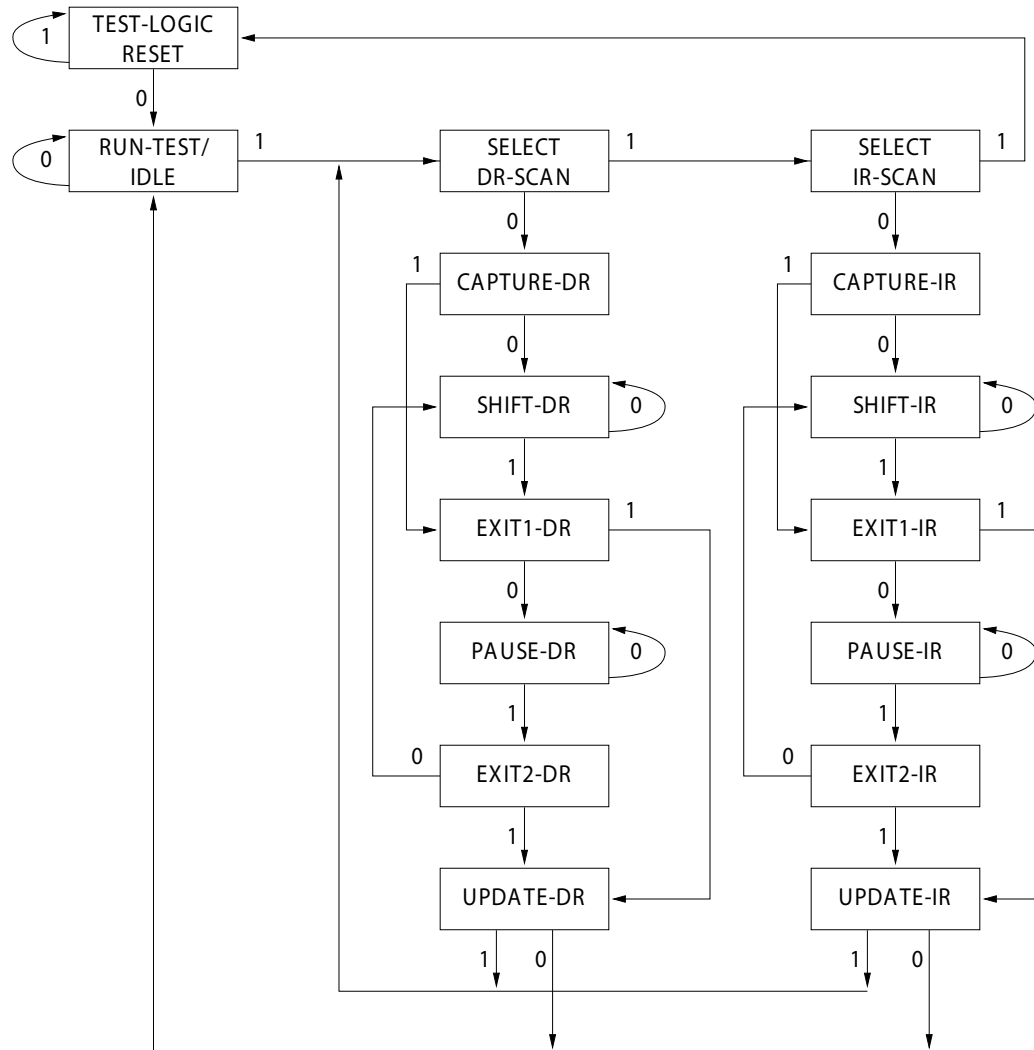 TEST-LOGIC
RESET
1
0
RUN-TEST/
IDLE
0
1
SELECT
DR-SCAN
1
SELECT
IR-SCAN
1
0
0
1
CAPTURE-DR
1
CAPTURE-IR
0
0
SHIFT-DR
0
SHIFT-IR
0
1
1
EXIT1-DR
1
EXIT1-IR
1
0
0
PAUSE-DR
0
PAUSE-IR
0
1
1
0
EXIT2-DR
0
EXIT2-IR
1
1
UPDATE-DR
UPDATE-IR
1
0
1
0